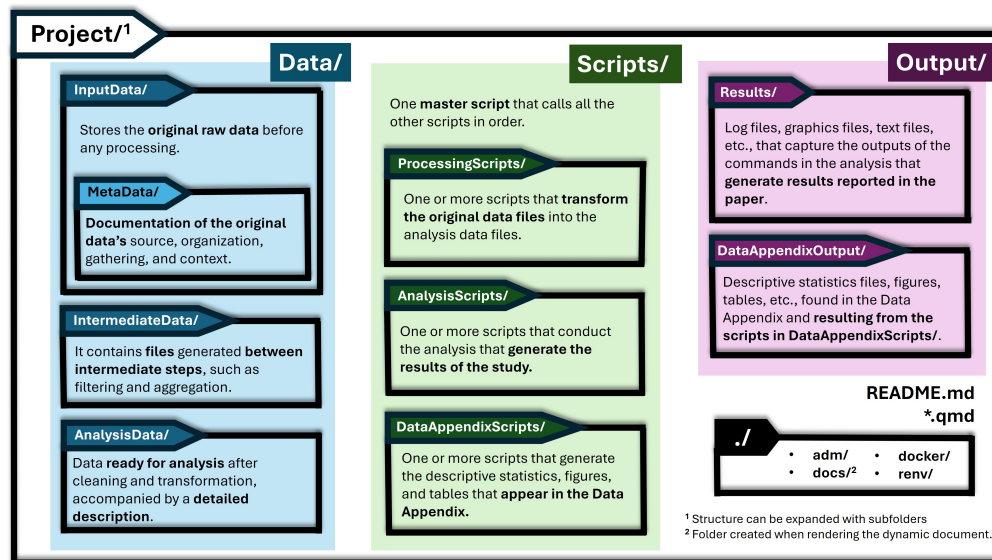 Project/¹
Data/
InputData/
Stores the original raw data before
any processing.
MetaData/
Documentation of the original
data's source, organization,
gathering, and context.
IntermediateData/
It contains files generated between
intermediate steps, such as
filtering and aggregation.
AnalysisData/
Data ready for analysis after
cleaning and transformation,
accompanied by a detailed
description.
Scripts/
One master script that calls all the
other scripts in order.
ProcessingScripts/
One or more scripts that transform
the original data files into the
analysis data files.
AnalysisScripts/
One or more scripts that conduct
the analysis that generate the
results of the study.
DataAppendixScripts/
One or more scripts that generate
the descriptive statistics, figures,
and tables that appear in the Data
Appendix.
Output/
Results/
Log files, graphics files, text files,
etc., that capture the outputs of the
commands in the analysis that
generate results reported in the
paper.
DataAppendixOutput/
Descriptive statistics files, figures,
tables, etc., found in the Data
Appendix and resulting from the
scripts in DataAppendixScripts/.
README.md
*.qmd
./
• adm/
• docs/²
• docker/
• renv/
¹ Structure can be expanded with subfolders
² Folder created when rendering the dynamic document.